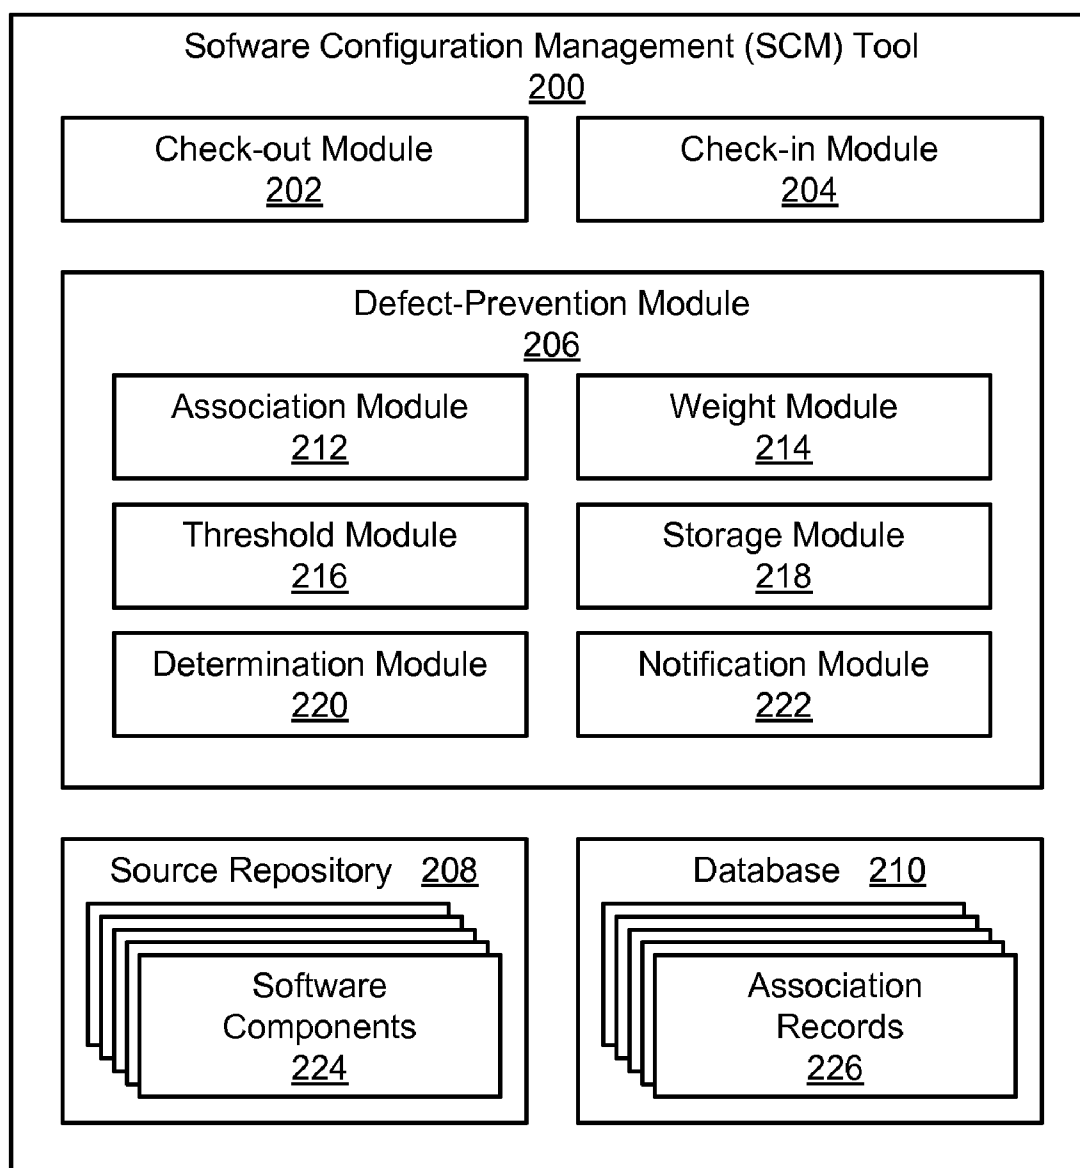 Sofware Configuration Management (SCM) Tool
200
Check-out Module
202
Check-in Module
204
Defect-Prevention Module
206
Association Module
212
Weight Module
214
Threshold Module
216
Storage Module
218
Determination Module
220
Notification Module
222
Source Repository 208
Software
Components
224
Database 210
Association
Records
226